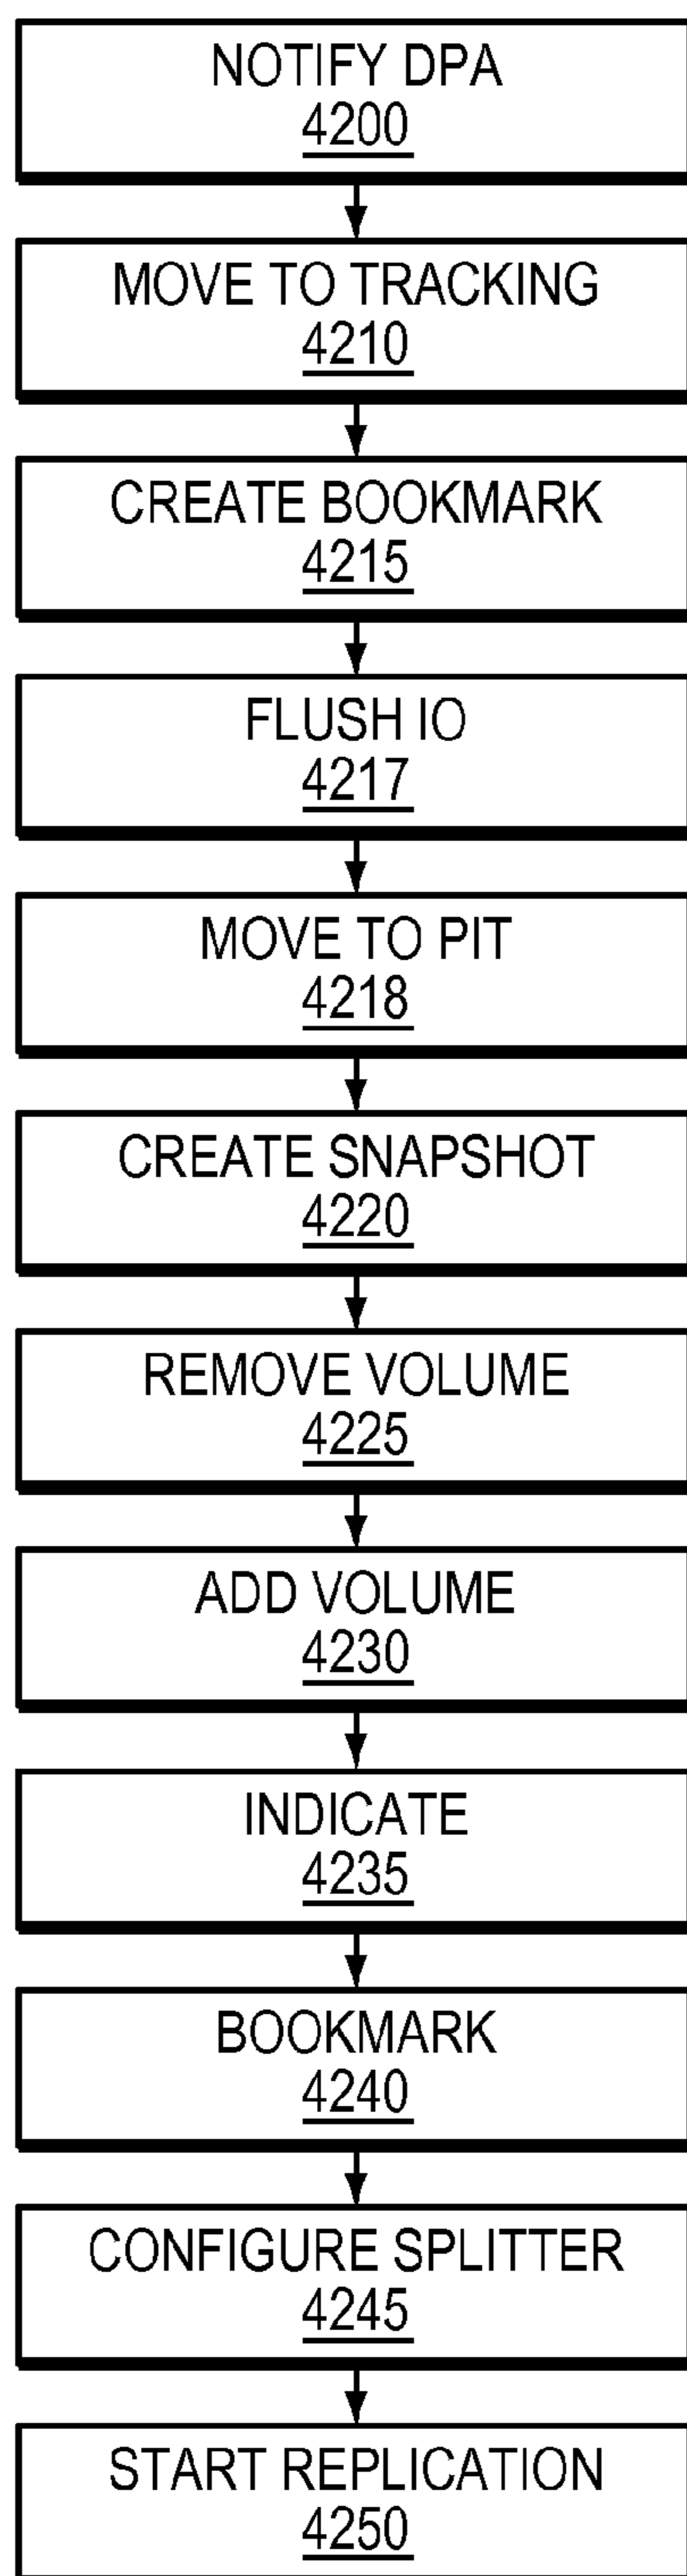 NOTIFY DPA
4200
MOVE TO TRACKING
4210
CREATE BOOKMARK
4215
FLUSH IO
4217
MOVE TO PIT
4218
CREATE SNAPSHOT
4220
REMOVE VOLUME
4225
ADD VOLUME
4230
INDICATE
4235
BOOKMARK
4240
CONFIGURE SPLITTER
4245
START REPLICATION
4250